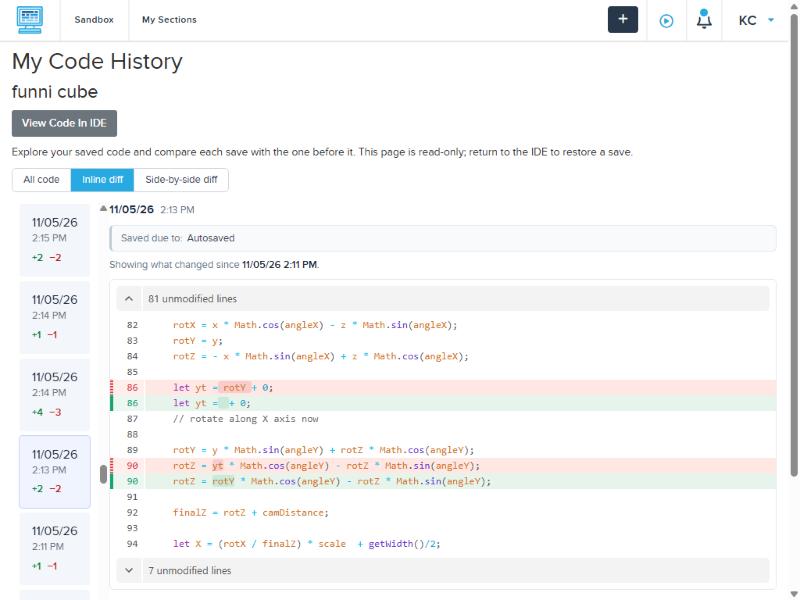 Sandbox
My Sections
+
KC
My Code History
funni cube
View Code In IDE
Explore your saved code and compare each save with the one before it. This page is read-only; return to the IDE to restore a save.
All code
Inline diff
Side-by-side diff
11/05/26
2:15 PM
+2 −2
11/05/26
2:14 PM
+1 −1
11/05/26
2:14 PM
+4 −3
11/05/26
2:13 PM
+2 −2
11/05/26
2:11 PM
+1 −1
11/05/26 2:13 PM
Saved due to: Autosaved
Showing what changed since 11/05/26 2:11 PM.
81 unmodified lines
82 rotX = x * Math.cos(angleX) - z * Math.sin(angleX);
83 rotY = y;
84 rotZ = - x * Math.sin(angleX) + z * Math.cos(angleX);
85
86 let yt = rotY + 0;
86 let yt = + 0;
87 // rotate along X axis now
88
89 rotY = y * Math.sin(angleY) + rotZ * Math.cos(angleY);
90 rotZ = yt * Math.cos(angleY) - rotZ * Math.sin(angleY);
90 rotZ = rotY * Math.cos(angleY) - rotZ * Math.sin(angleY);
91
92 finalZ = rotZ + camDistance;
93
94 let X = (rotX / finalZ) * scale + getWidth()/2;
7 unmodified lines